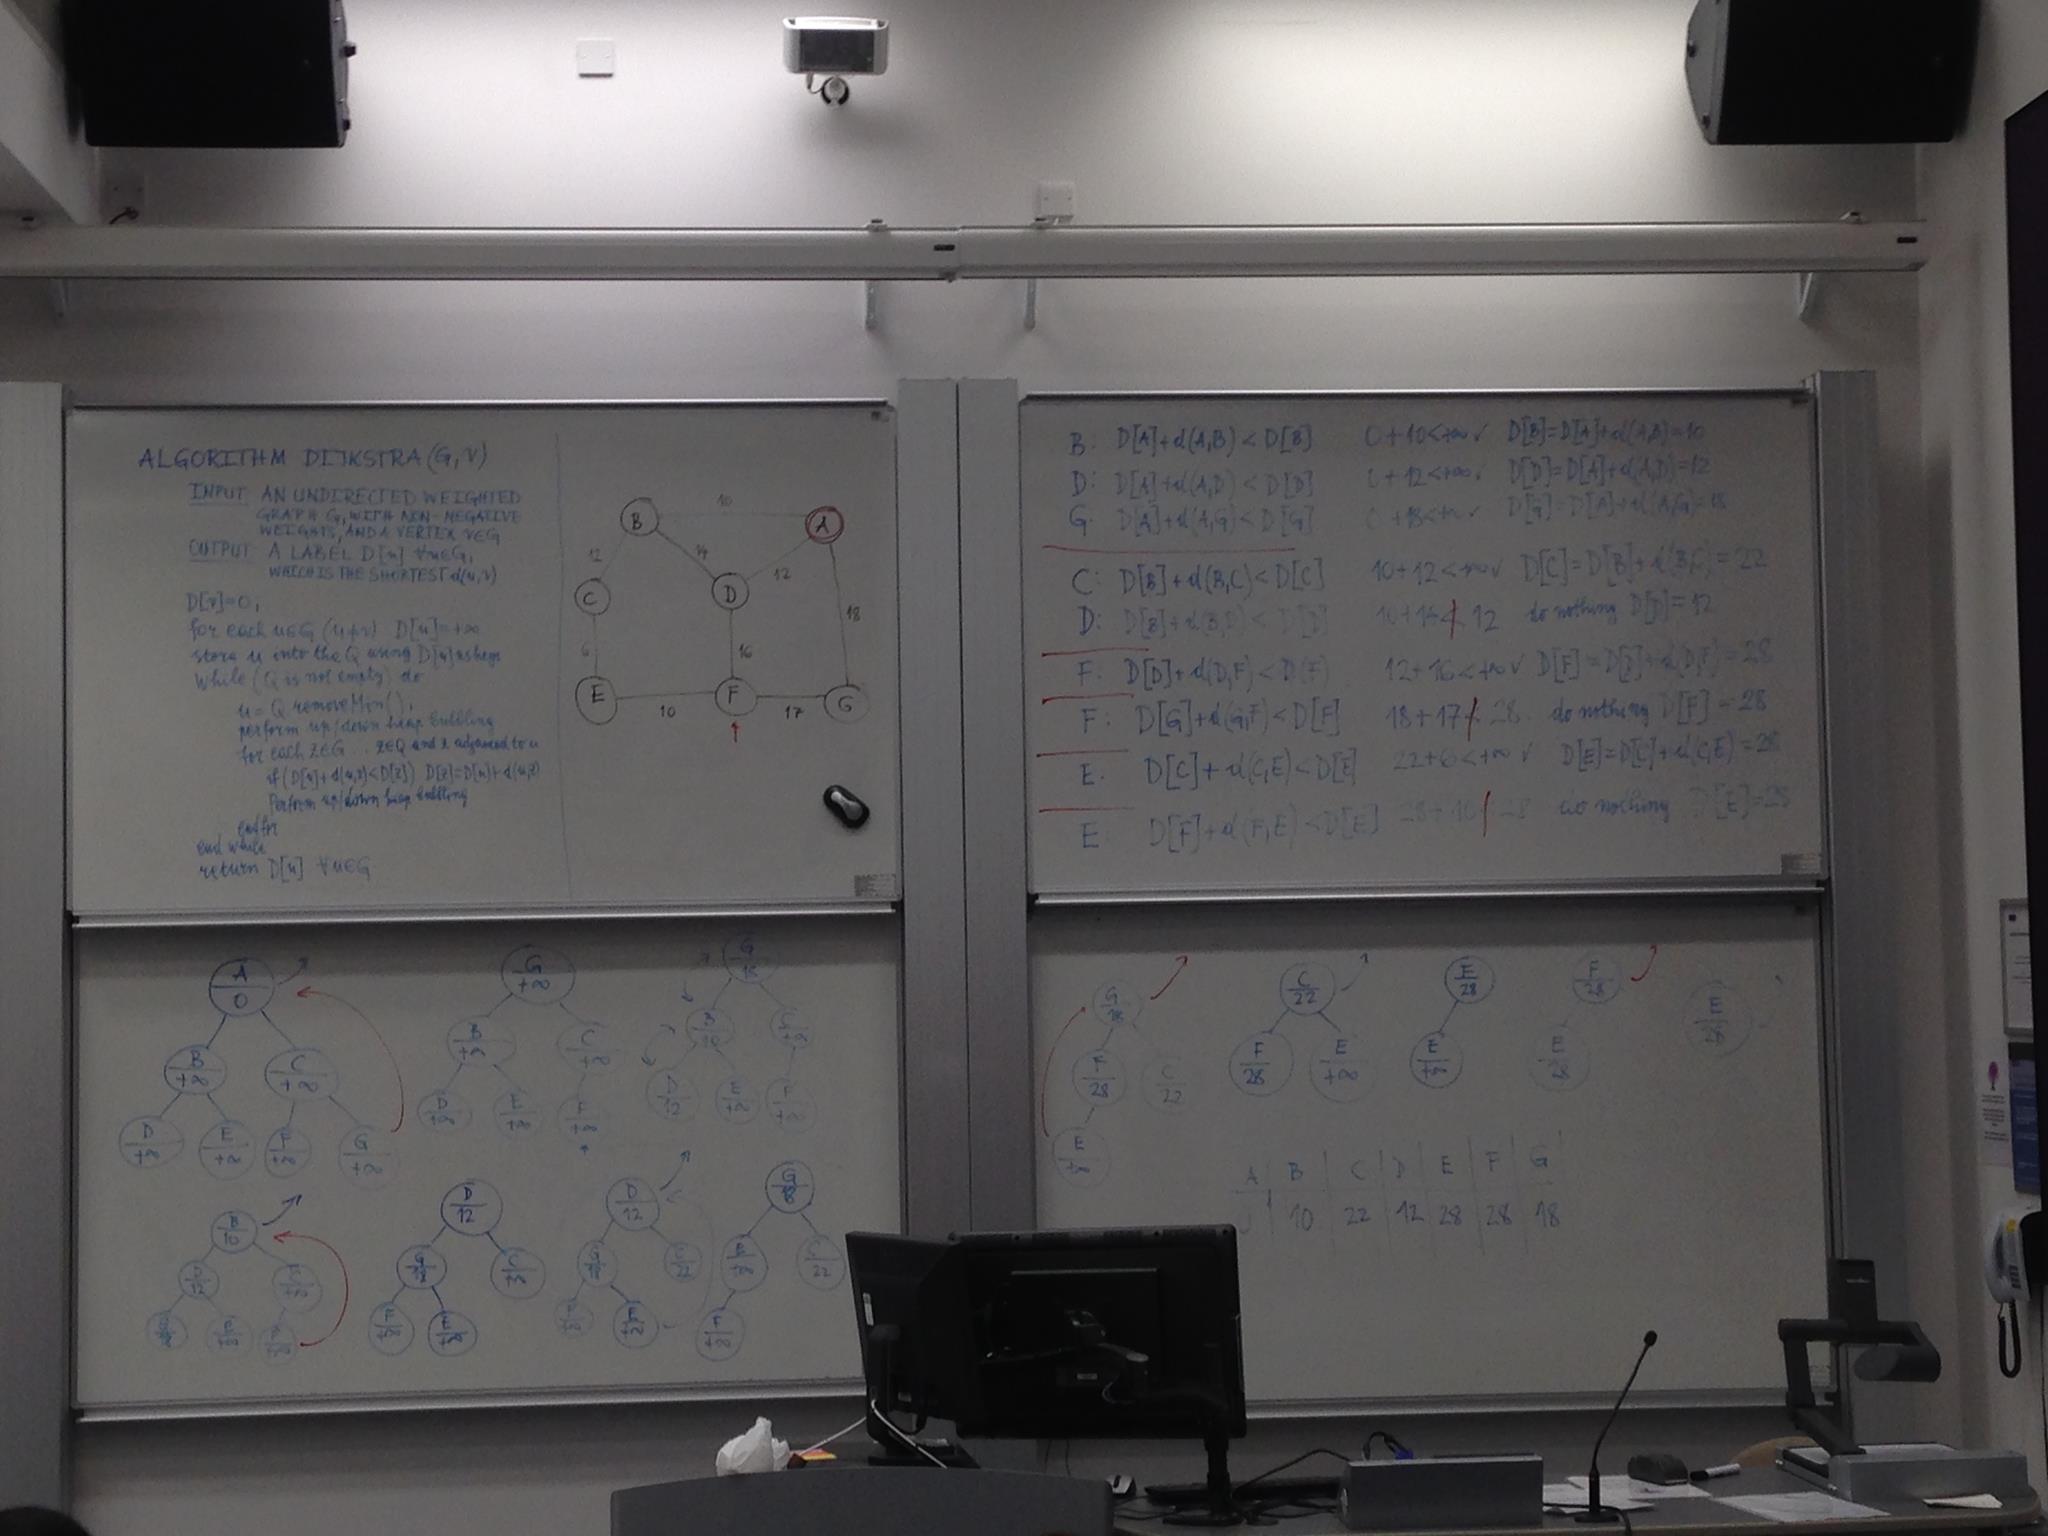 ALGORITHM DIJKSTRA (G, V)
INPUT: AN UNDIRECTED WEIGHTED
GRAPH G, WITH NON-NEGATIVE
WEIGHTS, AND A VERTEX V∈G
OUTPUT: A LABEL D[u] ∀u∈G,
WHICH IS THE SHORTEST d(u,v)
D[v]=0,
for each u∈G (u≠v) D[u]=+∞
store u into the Q using D[u] as keys
while (Q is not empty) do
u = Q.removeMin(),
perform up/down heap bubbling
for each z∈G z∈Q and z adjacent to u
if (D[u]+d(u,z)<D[z]) D[z]=D[u]+d(u,z)
Perform up/down heap bubbling
endfor
end while
return D[u] ∀u∈G
B 10 A
12 14 12
C D 18
6 16
E 10 F 17 G
B: D[A]+d(A,B)<D[B] 0+10<+∞ ✓ D[B]=D[A]+d(A,B)=10
D: D[A]+d(A,D)<D[D] 0+12<+∞ ✓ D[D]=D[A]+d(A,D)=12
G: D[A]+d(A,G)<D[G] 0+18<+∞ ✓ D[G]=D[A]+d(A,G)=18
C: D[B]+d(B,C)<D[C] 10+12<+∞ ✓ D[C]=D[B]+d(B,C)=22
D: D[B]+d(B,D)<D[D] 10+14≮12 do nothing D[D]=12
F: D[D]+d(D,F)<D(F) 12+16<+∞ ✓ D[F]=D[D]+d(D,F)=28
F: D[G]+d(G,F)<D[F] 18+17≮28 do nothing D[F]=28
E: D[C]+d(C,E)<D[E] 22+6<+∞ ✓ D[E]=D[C]+d(C,E)=28
E: D[F]+d(F,E)<D[E] 28+10≮28 do nothing D[E]=28
A 0
B +∞ C +∞
D +∞ E +∞ F +∞ G +∞
G +∞
B +∞ C +∞
D +∞ E +∞ F +∞
G 18
B 10 C +∞
D 12 E +∞ F +∞
B 10
D 12 C +∞
D 12
G 18 C +∞
F +∞ E +∞
D 12
G 18 C 22
G 18
C 22
F +∞
G 18
F 28 C 22
E +∞
C 22
F 28 E +∞
E 28
E +∞
F 28
E 28
E 28
A B C D E F G
10 22 12 28 28 18